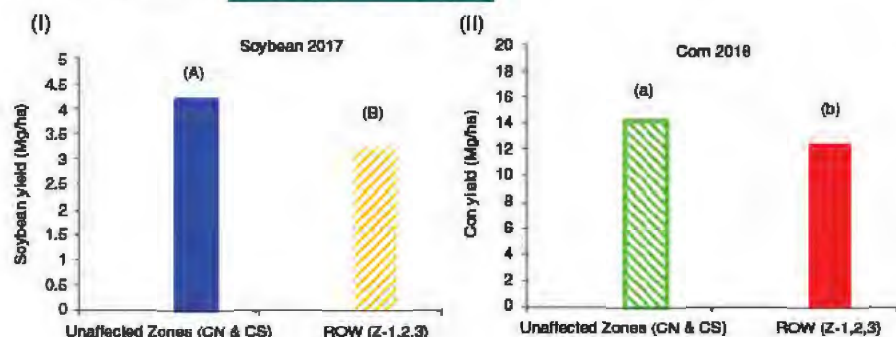 (I)
Soybean 2017
Soybean yield (Mg/ha)
5
4.5
4
3.5
3
2.5
2
1.5
1
0.5
0
(A)
(B)
Unaffected Zones (CN & CS)
ROW (Z-1,2,3)
(II)
Corn 2018
Con yield (Mg/ha)
20
18
16
14
12
10
8
6
4
2
0
(a)
(b)
Unaffected Zones (CN & CS)
ROW (Z-1,2,3)